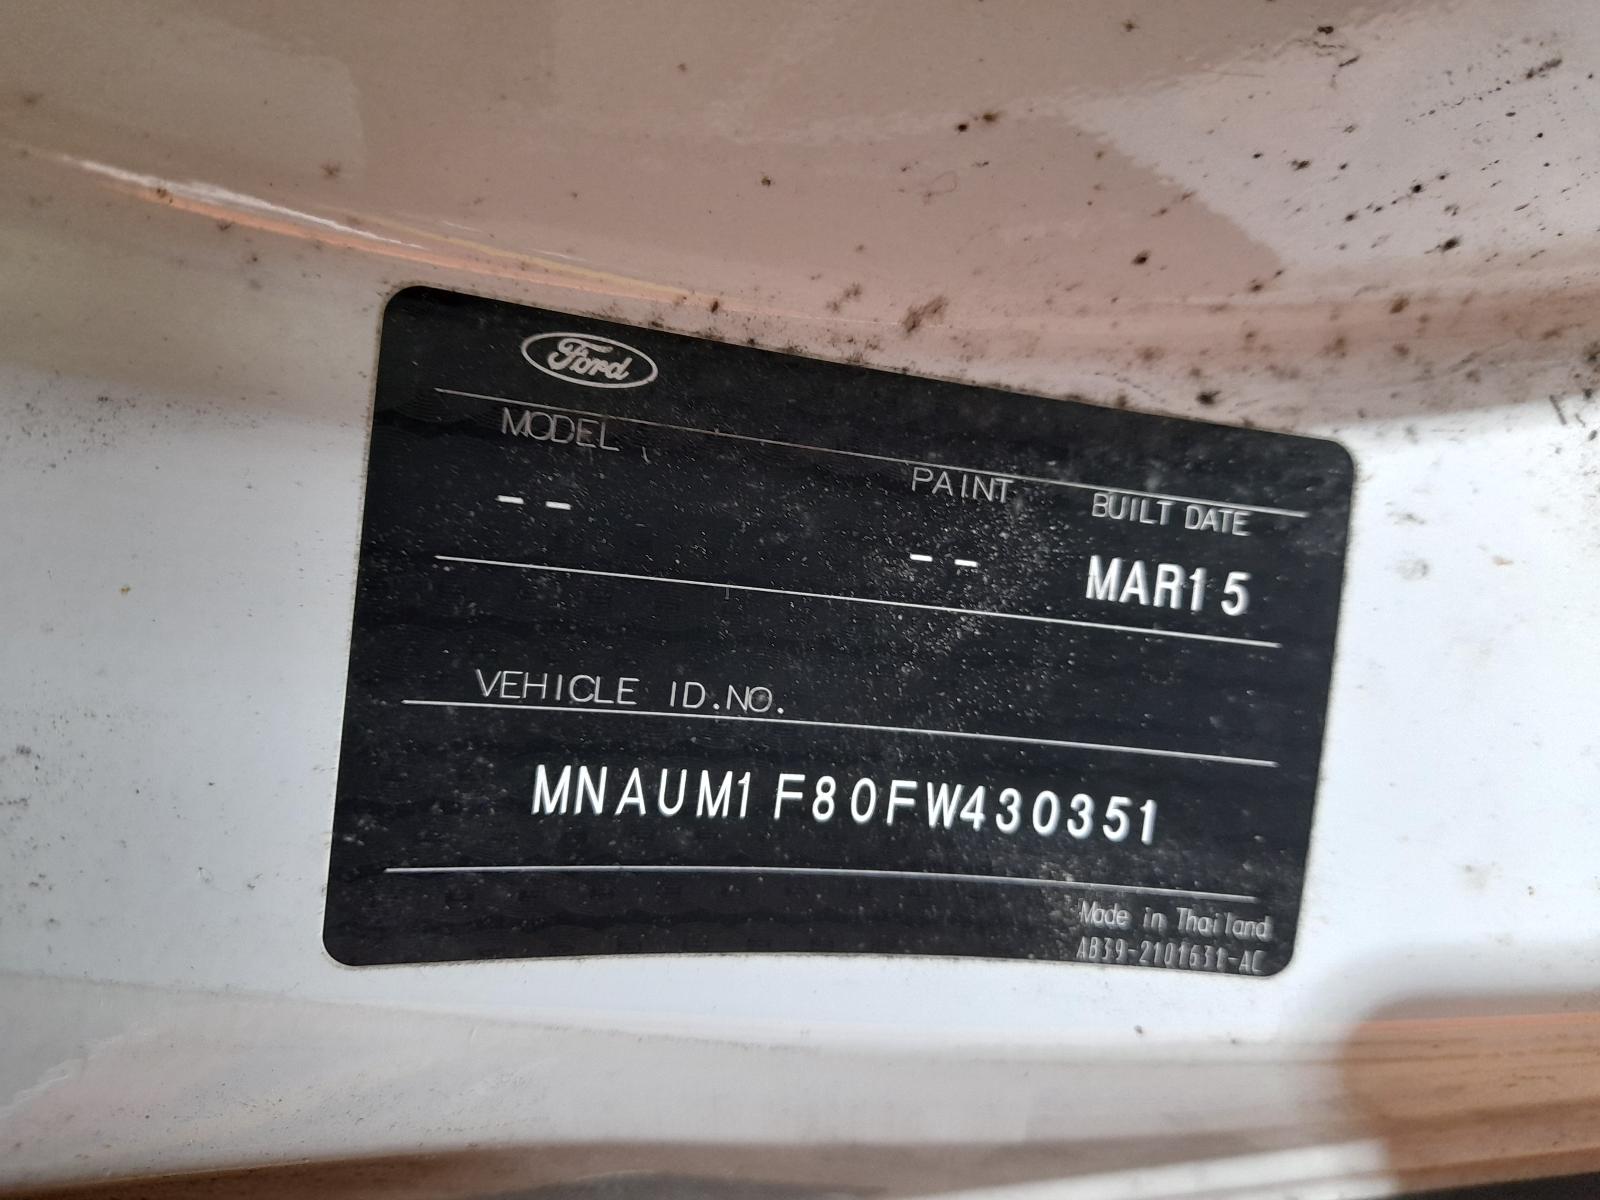 Ford
MODEL
PAINT BUILT DATE
-- -- MAR15
VEHICLE ID.NO.
MNAUM1F80FW430351
Made in Thailand
AB39-2101631-AC